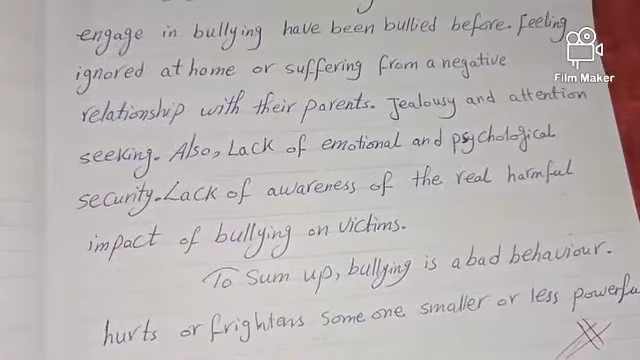 engage in bullying have been bullied before. Feeling
ignored at home or suffering from a negative
relationship with their parents. Jealousy and attention
seeking. Also, Lack of emotional and psychological
security. Lack of awareness of the real harmful
impact of bullying on victims.
To sum up, bullying is a bad behaviour.
hurts or frightens some one smaller or less powerfu
Film Maker